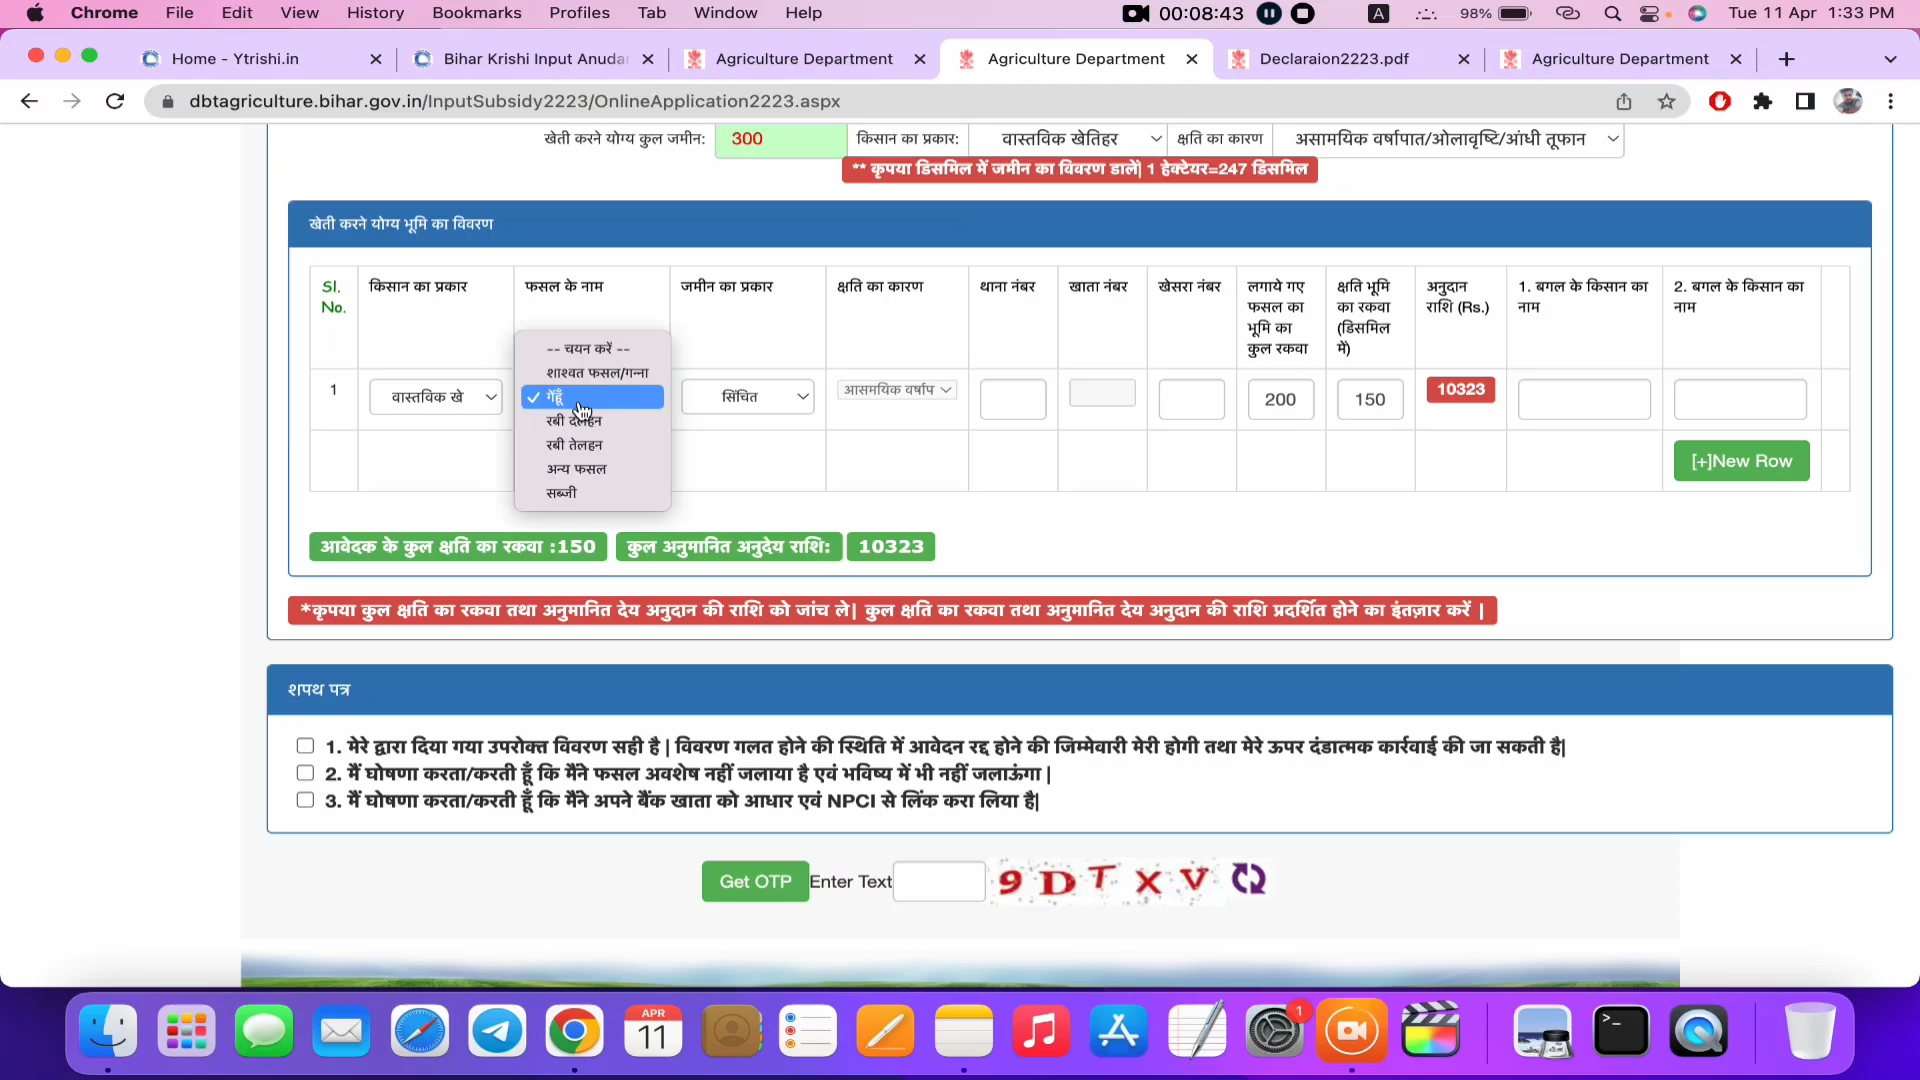 Chrome File Edit View History Bookmarks Profiles Tab Window Help 00:08:43 A 98% Tue 11 Apr 1:33 PM
Home - Ytrishi.in Bihar Krishi Input Anudan Agriculture Department Agriculture Department Declaraion2223.pdf Agriculture Department
dbtagriculture.bihar.gov.in/InputSubsidy2223/OnlineApplication2223.aspx
खेती करने योग्य कुल जमीन: 300 किसान का प्रकार: वास्तविक खेतिहर क्षति का कारण असामयिक वर्षापात/ओलावृष्टि/आंधी तूफान
** कृपया डिसमिल में जमीन का विवरण डालें| 1 हेक्टेयर=247 डिसमिल
खेती करने योग्य भूमि का विवरण
Sl. No. किसान का प्रकार फसल के नाम जमीन का प्रकार क्षति का कारण थाना नंबर खाता नंबर खेसरा नंबर लगाये गए फसल का भूमि का कुल रकवा क्षति भूमि का रकवा (डिसमिल में) अनुदान राशि (Rs.) 1. बगल के किसान का नाम 2. बगल के किसान का नाम
-- चयन करें --
शाश्वत फसल/गन्ना
1 वास्तविक खे गेंहूँ सिंचित आसमयिक वर्षाप 200 150 10323
रबी दलहन
रबी तेलहन
अन्य फसल
सब्जी
[+]New Row
आवेदक के कुल क्षति का रकवा :150 कुल अनुमानित अनुदेय राशि: 10323
*कृपया कुल क्षति का रकवा तथा अनुमानित देय अनुदान की राशि को जांच ले| कुल क्षति का रकवा तथा अनुमानित देय अनुदान की राशि प्रदर्शित होने का इंतज़ार करें |
शपथ पत्र
1. मेरे द्वारा दिया गया उपरोक्त विवरण सही है | विवरण गलत होने की स्थिति में आवेदन रद्द होने की जिम्मेवारी मेरी होगी तथा मेरे ऊपर दंडात्मक कार्रवाई की जा सकती है|
2. मैं घोषणा करता/करती हूँ कि मैंने फसल अवशेष नहीं जलाया है एवं भविष्य में भी नहीं जलाऊंगा |
3. मैं घोषणा करता/करती हूँ कि मैंने अपने बैंक खाता को आधार एवं NPCI से लिंक करा लिया है|
Get OTP Enter Text 9 D T X V
APR
11
1